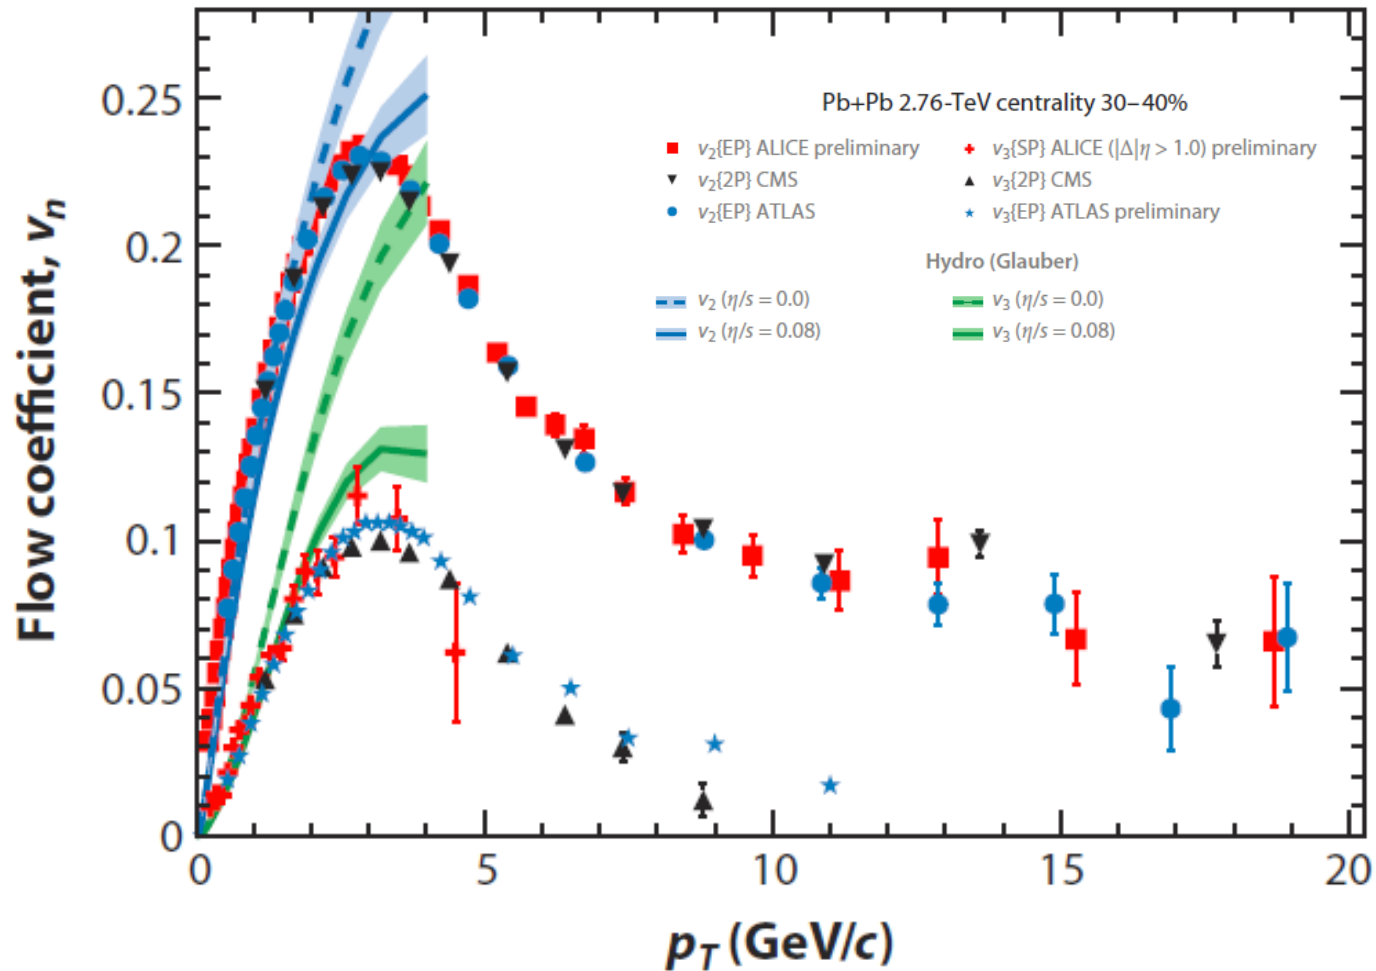 Pb+Pb 2.76-TeV centrality 30–40%
v2{EP} ALICE preliminary
v2{2P} CMS
v2{EP} ATLAS
v3{SP} ALICE (|Δ|η > 1.0) preliminary
v3{2P} CMS
v3{EP} ATLAS preliminary
Hydro (Glauber)
v2 (η/s = 0.0)
v2 (η/s = 0.08)
v3 (η/s = 0.0)
v3 (η/s = 0.08)
Flow coefficient, vn
0.25
0.2
0.15
0.1
0.05
0
0 5 10 15 20
pT (GeV/c)